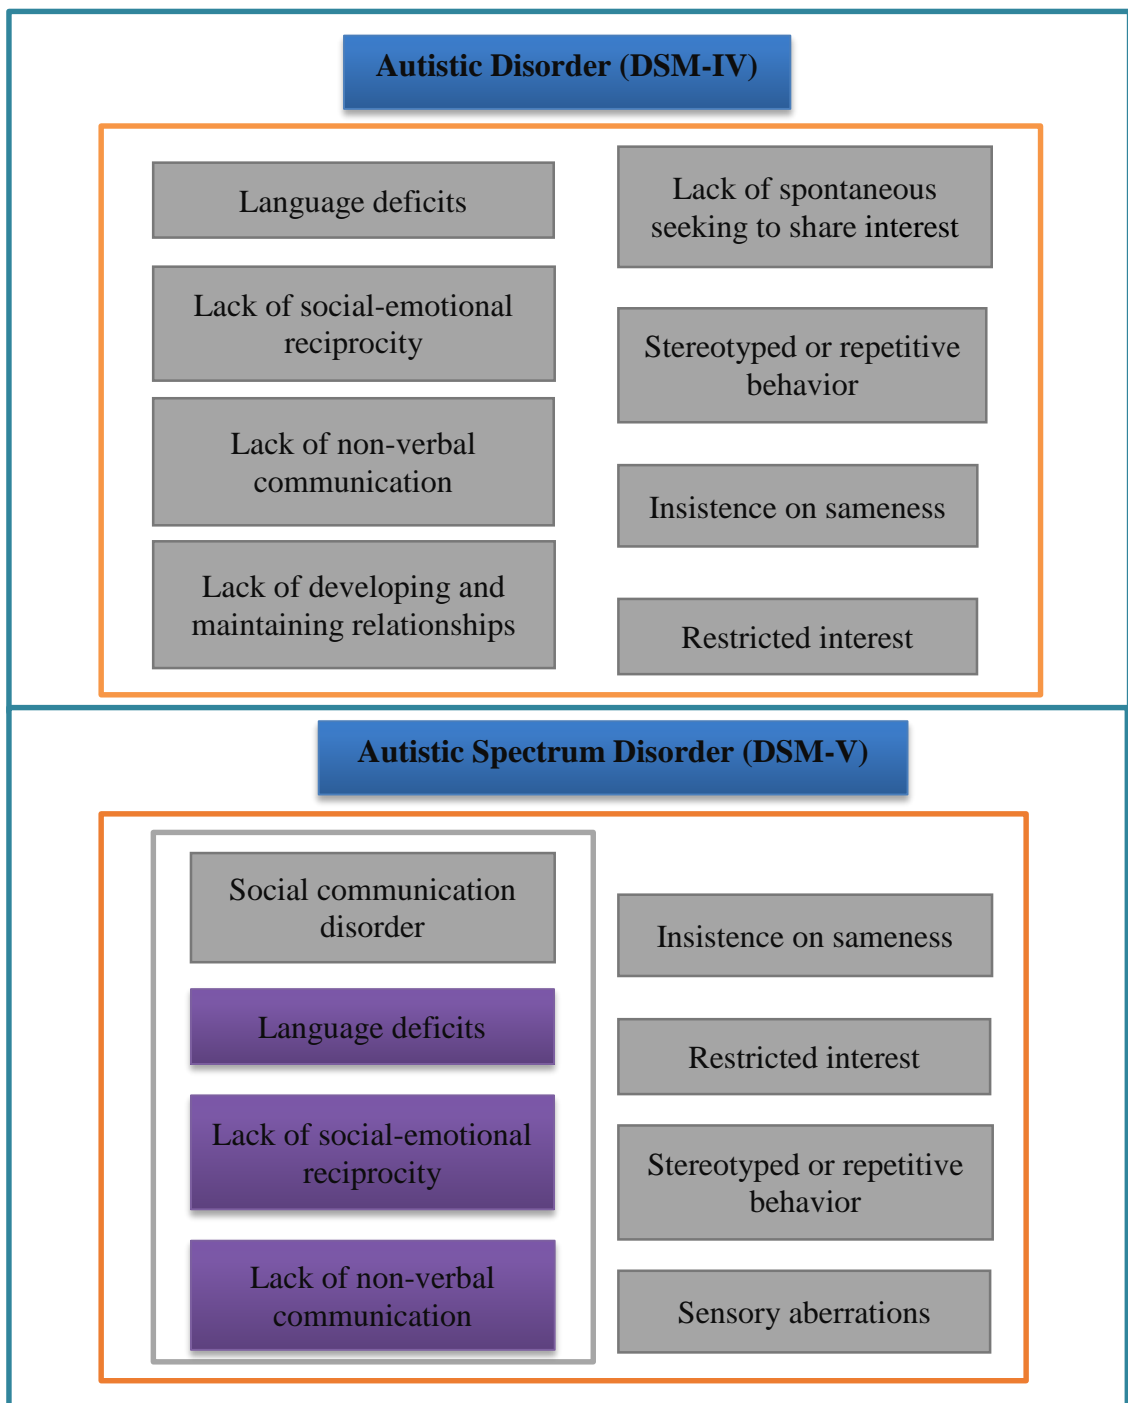 Autistic Disorder (DSM-IV)
Language deficits
Lack of social-emotional
reciprocity
Lack of non-verbal
communication
Lack of developing and
maintaining relationships
Lack of spontaneous
seeking to share interest
Stereotyped or repetitive
behavior
Insistence on sameness
Restricted interest
Autistic Spectrum Disorder (DSM-V)
Social communication
disorder
Language deficits
Lack of social-emotional
reciprocity
Lack of non-verbal
communication
Insistence on sameness
Restricted interest
Stereotyped or repetitive
behavior
Sensory aberrations